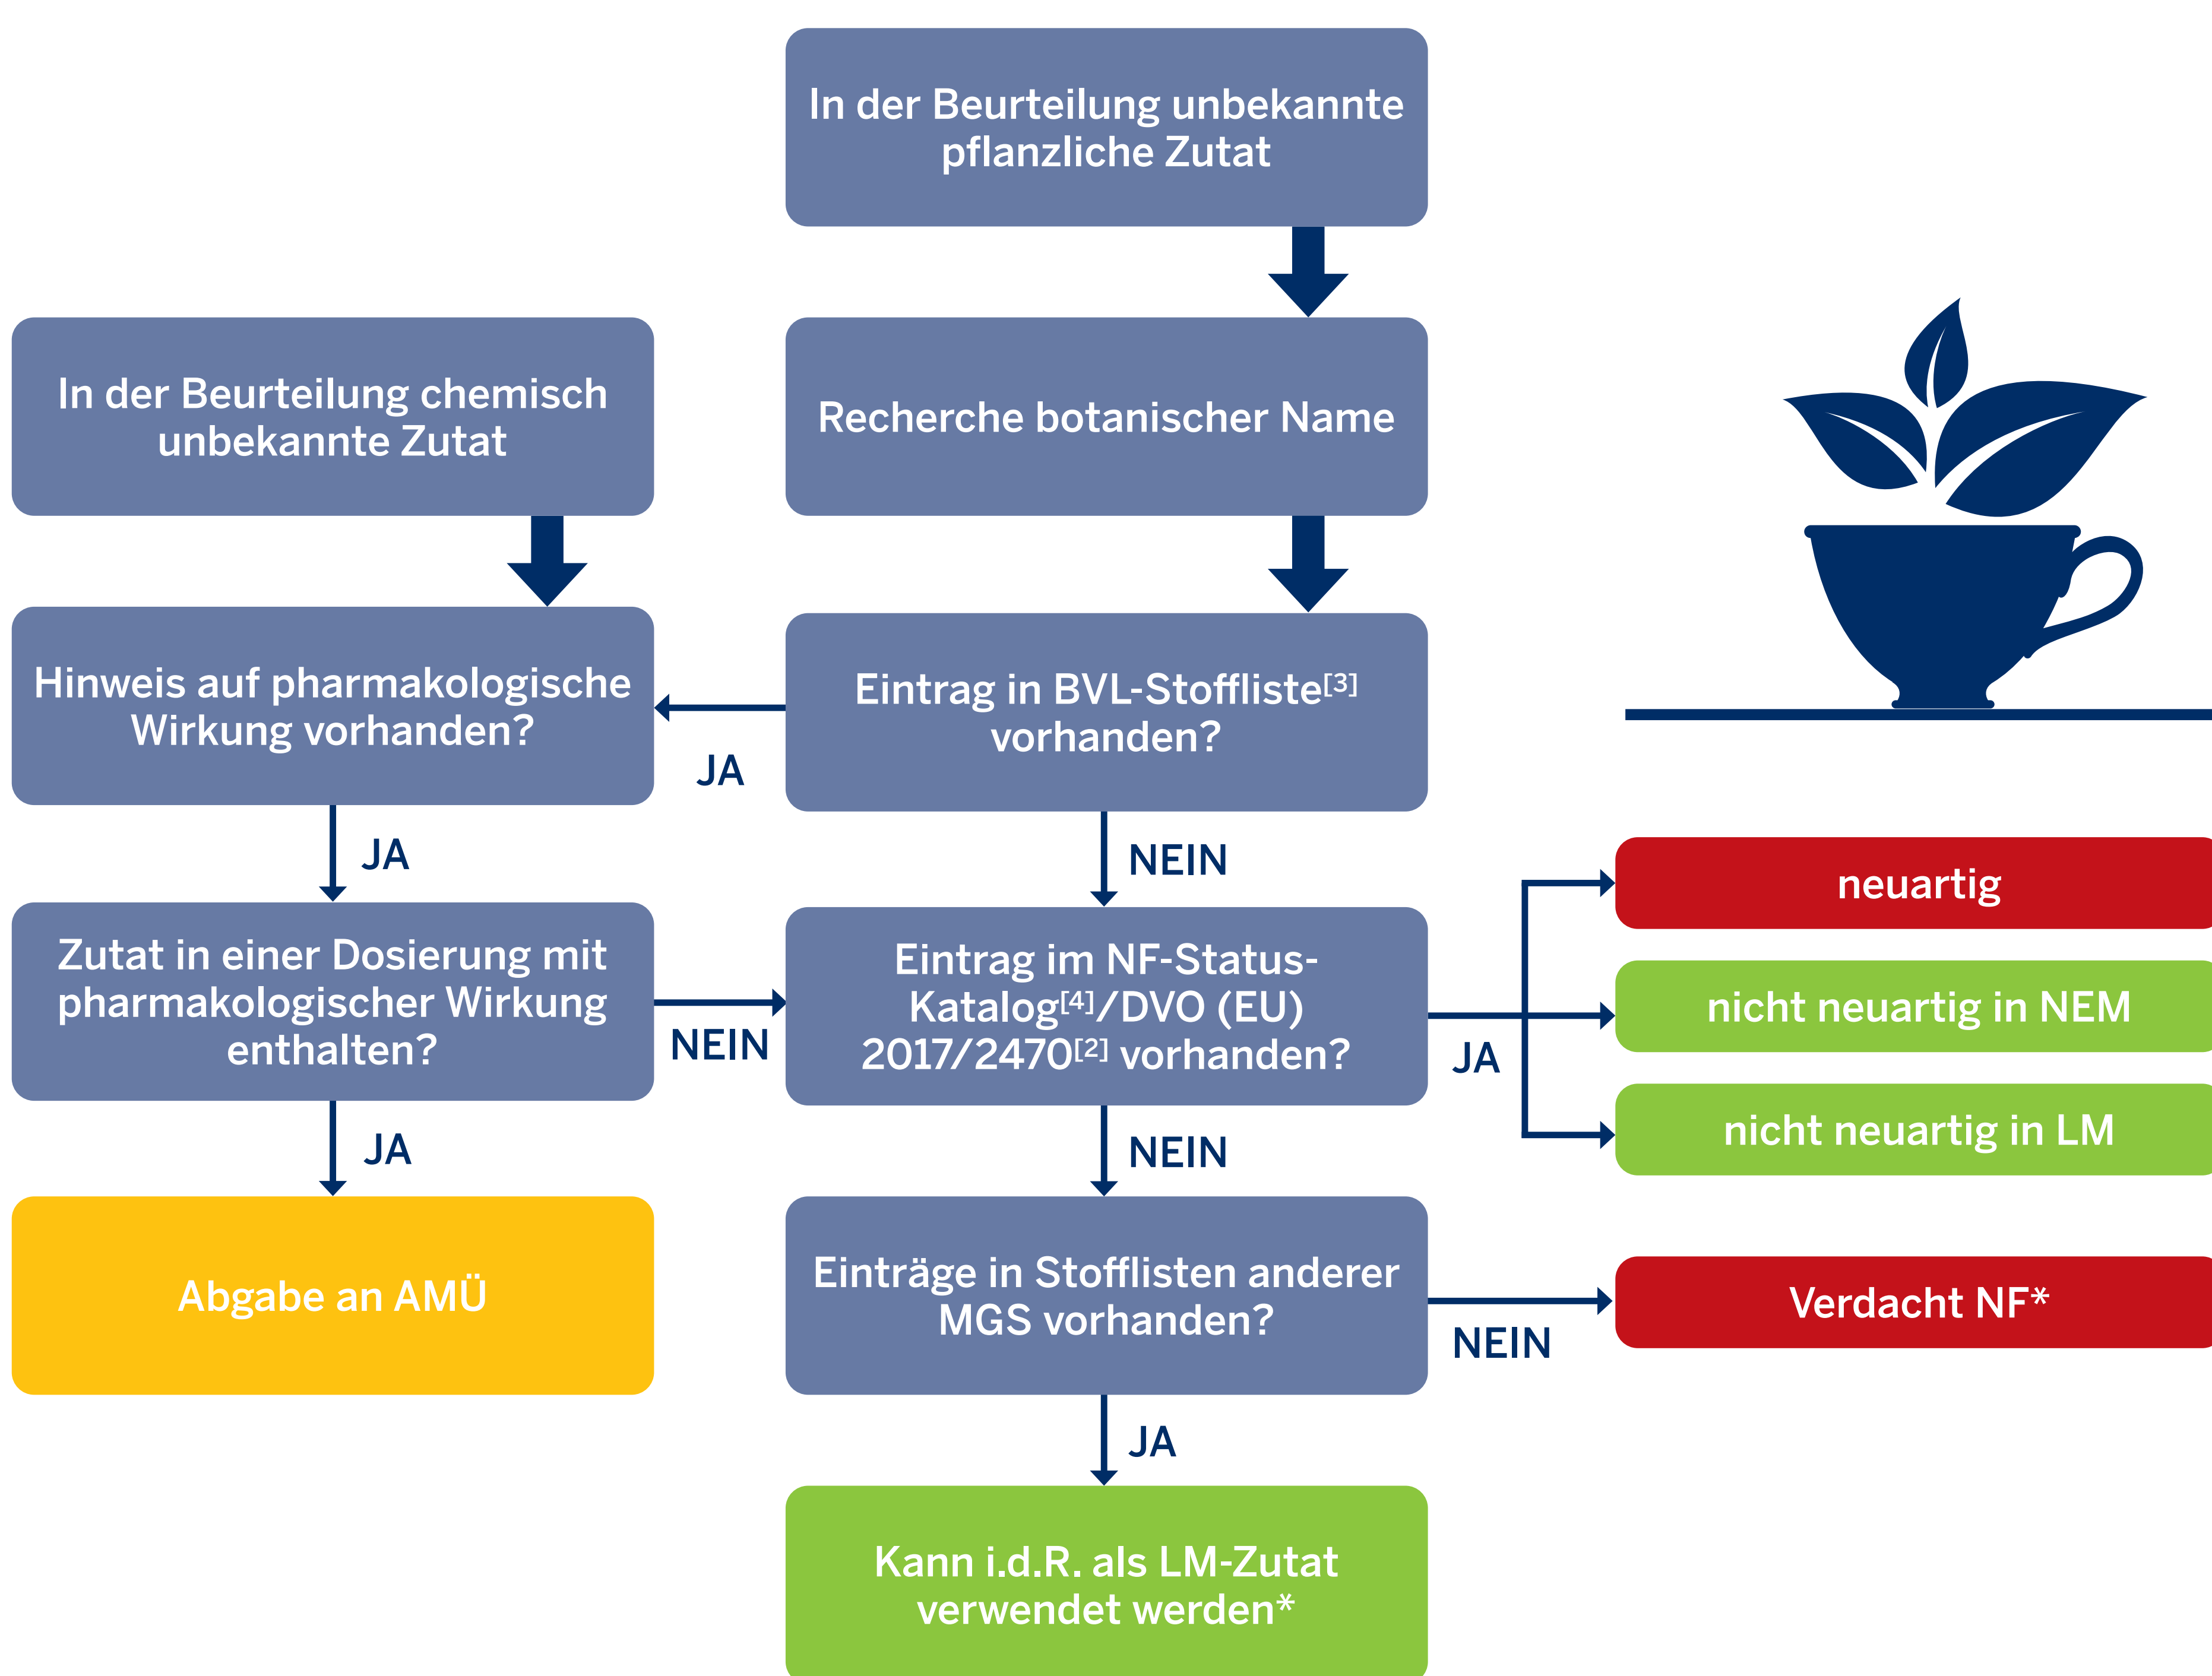 In der Beurteilung unbekannte
pflanzliche Zutat
In der Beurteilung chemisch
unbekannte Zutat
Recherche botanischer Name
Hinweis auf pharmakologische
Wirkung vorhanden?
JA
Eintrag in BVL-Stoffliste[3]
vorhanden?
JA
NEIN
neuartig
Zutat in einer Dosierung mit
pharmakologischer Wirkung
enthalten?
NEIN
Eintrag im NF-Status-
Katalog[4]/DVO (EU)
2017/2470[2] vorhanden?
JA
nicht neuartig in NEM
nicht neuartig in LM
JA
NEIN
Abgabe an AMÜ
Einträge in Stofflisten anderer
MGS vorhanden?
NEIN
Verdacht NF*
JA
Kann i.d.R. als LM-Zutat
verwendet werden*